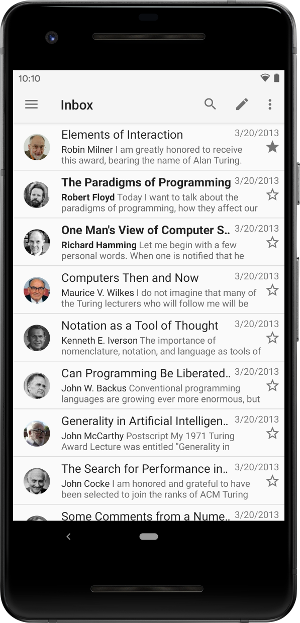 10:10
Inbox
Elements of Interaction 3/20/2013
Robin Milner I am greatly honored to receive
this award, bearing the name of Alan Turing.
The Paradigms of Programming 3/20/2013
Robert Floyd Today I want to talk about the
paradigms of programming, how they affect our
One Man's View of Computer S.. 3/20/2013
Richard Hamming Let me begin with a few
personal words. When one is notified that he
Computers Then and Now 3/20/2013
Maurice V. Wilkes I do not imagine that many of
the Turing lecturers who will follow me will be
Notation as a Tool of Thought 3/20/2013
Kenneth E. Iverson The importance of
nomenclature, notation, and language as tools of
Can Programming Be Liberated.. 3/20/2013
John W. Backus Conventional programming
languages are growing ever more enormous, but
Generality in Artificial Intelligen.. 3/20/2013
John McCarthy Postscript My 1971 Turing
Award Lecture was entitled "Generality in
The Search for Performance in.. 3/20/2013
John Cocke I am honored and grateful to have
been selected to join the ranks of ACM Turing
Some Comments from a Nume.. 3/20/2013